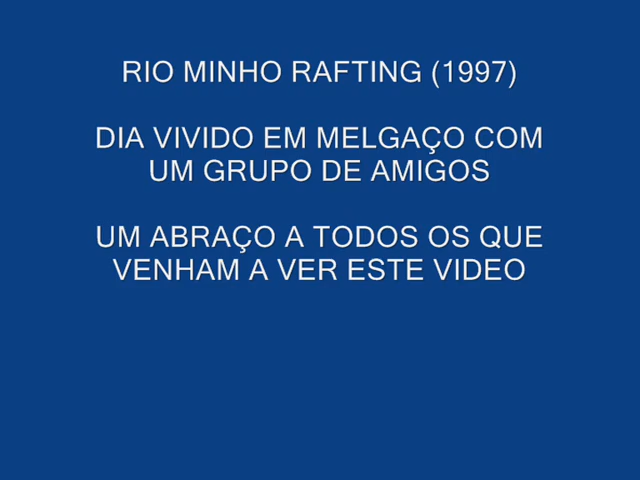 RIO MINHO RAFTING (1997)
DIA VIVIDO EM MELGAÇO COM
UM GRUPO DE AMIGOS
UM ABRAÇO A TODOS OS QUE
VENHAM A VER ESTE VIDEO